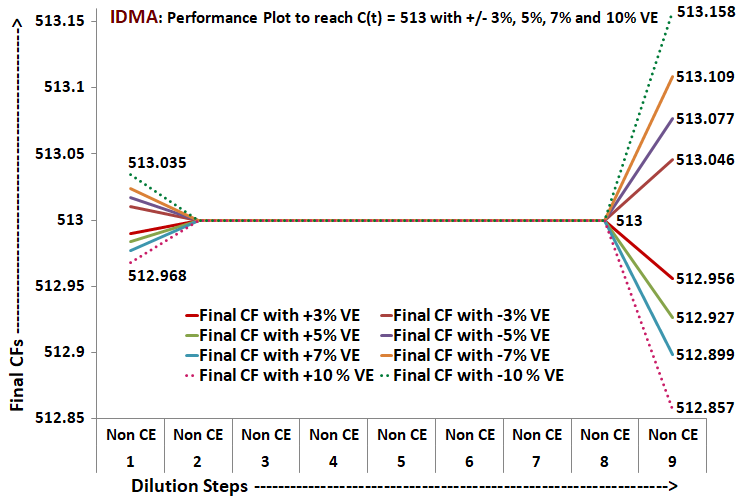 IDMA: Performance Plot to reach C(t) = 513 with +/- 3%, 5%, 7% and 10% VE
Final CFs ---------------------->
513.15
513.1
513.05
513
512.95
512.9
512.85
513.035
512.968
513.158
513.109
513.077
513.046
513
512.956
512.927
512.899
512.857
Final CF with +3% VE
Final CF with -3% VE
Final CF with +5% VE
Final CF with -5% VE
Final CF with +7% VE
Final CF with -7% VE
Final CF with +10 % VE
Final CF with -10 % VE
Non CE Non CE Non CE Non CE Non CE Non CE Non CE Non CE Non CE
1 2 3 4 5 6 7 8 9
Dilution Steps -------------------------------------------------------->